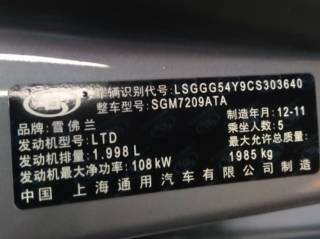 车辆识别代号: LSGGG54Y9CS303640
整车型号: SGM7209ATA
品牌: 雪佛兰 制造年月: 12-11
发动机型号: LTD 乘坐人数: 5
发动机排量: 1.998 L 最大允许总质量:
发动机最大净功率: 108 kW 1985 kg
中国 上海通用汽车有限公司制造